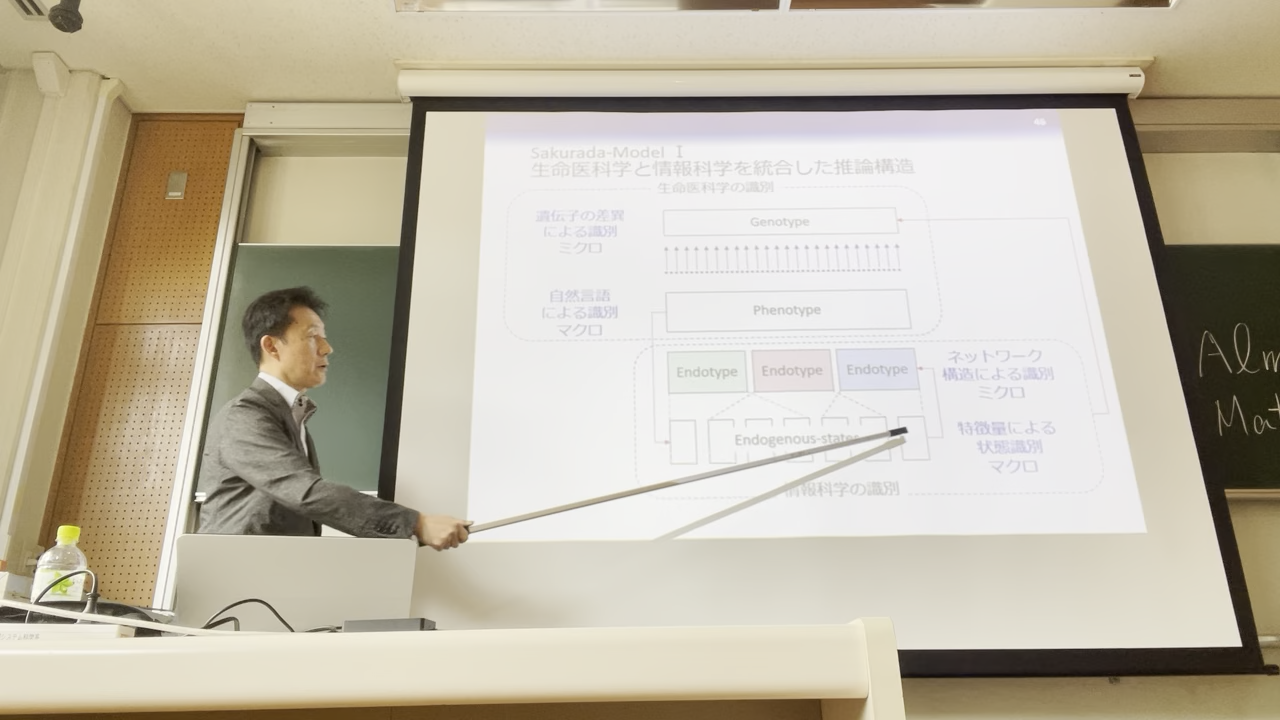 46
Sakurada-Model Ⅰ
生命医科学と情報科学を統合した推論構造
生命医科学の識別
遺伝子の差異
による識別
ミクロ
Genotype
自然言語
による識別
マクロ
Phenotype
Endotype
Endotype
Endotype
ネットワーク
構造による識別
ミクロ
Endogenous-states
特徴量による
状態識別
マクロ
情報科学の識別
Alm
Mat